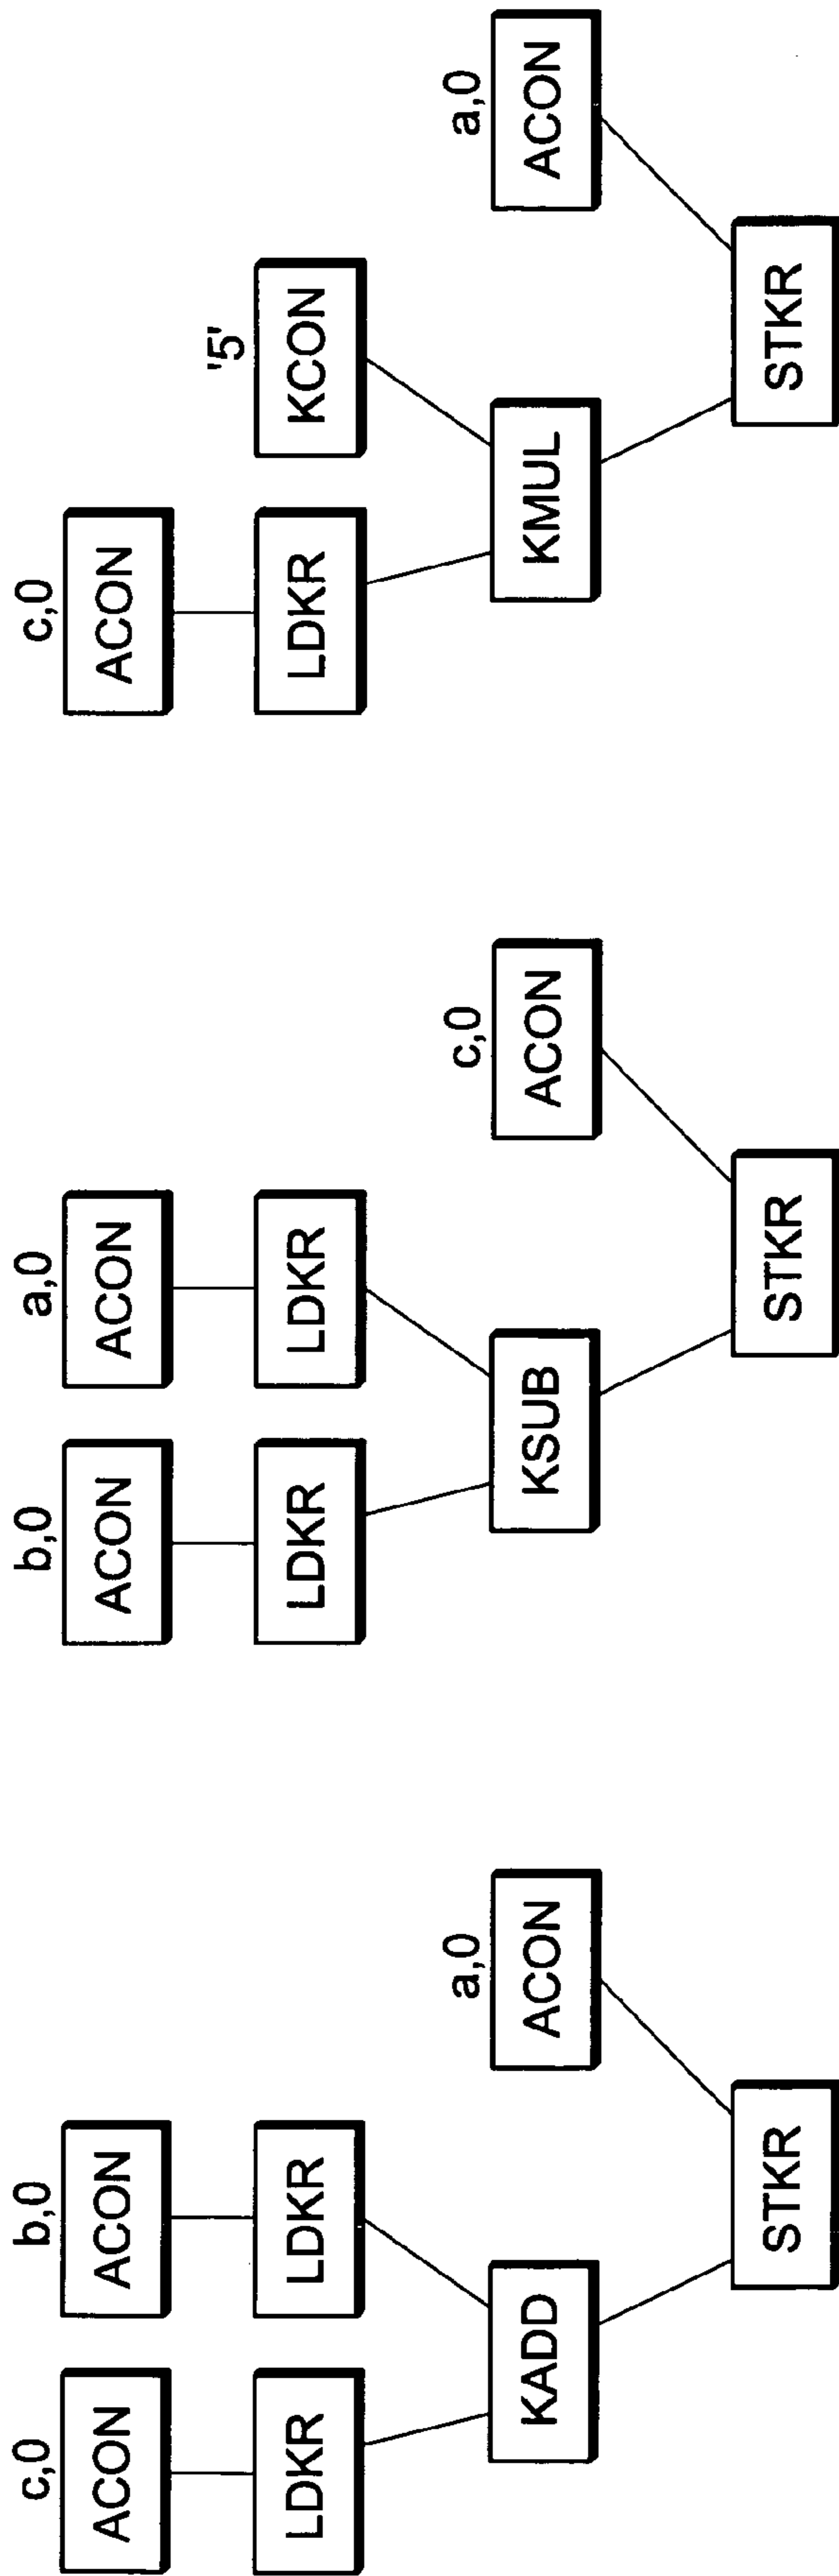 c,0 b,0 b,0 a,0 c,0
ACON ACON ACON ACON ACON
'5'
LDKR LDKR LDKR LDKR LDKR KCON
a,0 c,0 a,0
KADD ACON KSUB ACON KMUL ACON
STKR STKR STKR